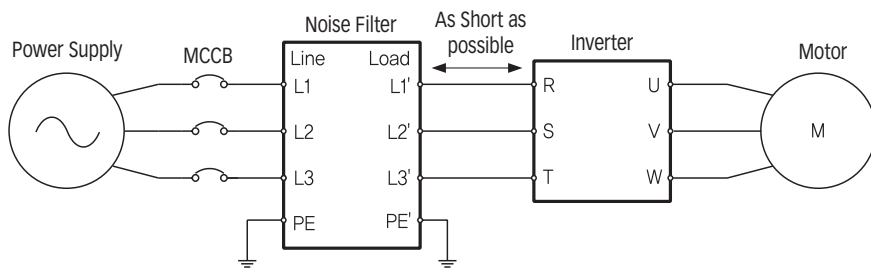 Power Supply
MCCB
Noise Filter
As Short as
possible
Inverter
Motor
Line Load
L1 L1'
L2 L2'
L3 L3'
PE PE'
R U
S V
T W
M